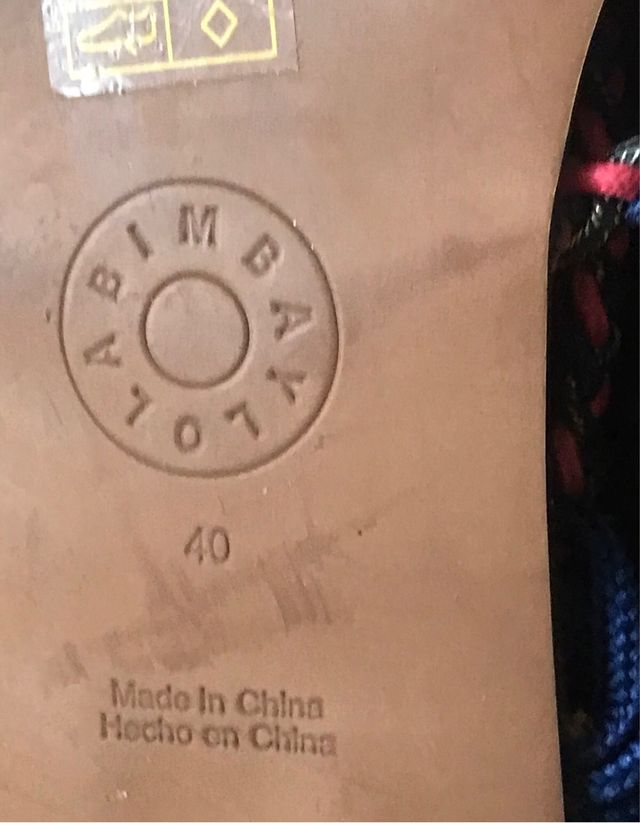 BIMBA Y LOLA
40
Made in China
Hecho en China